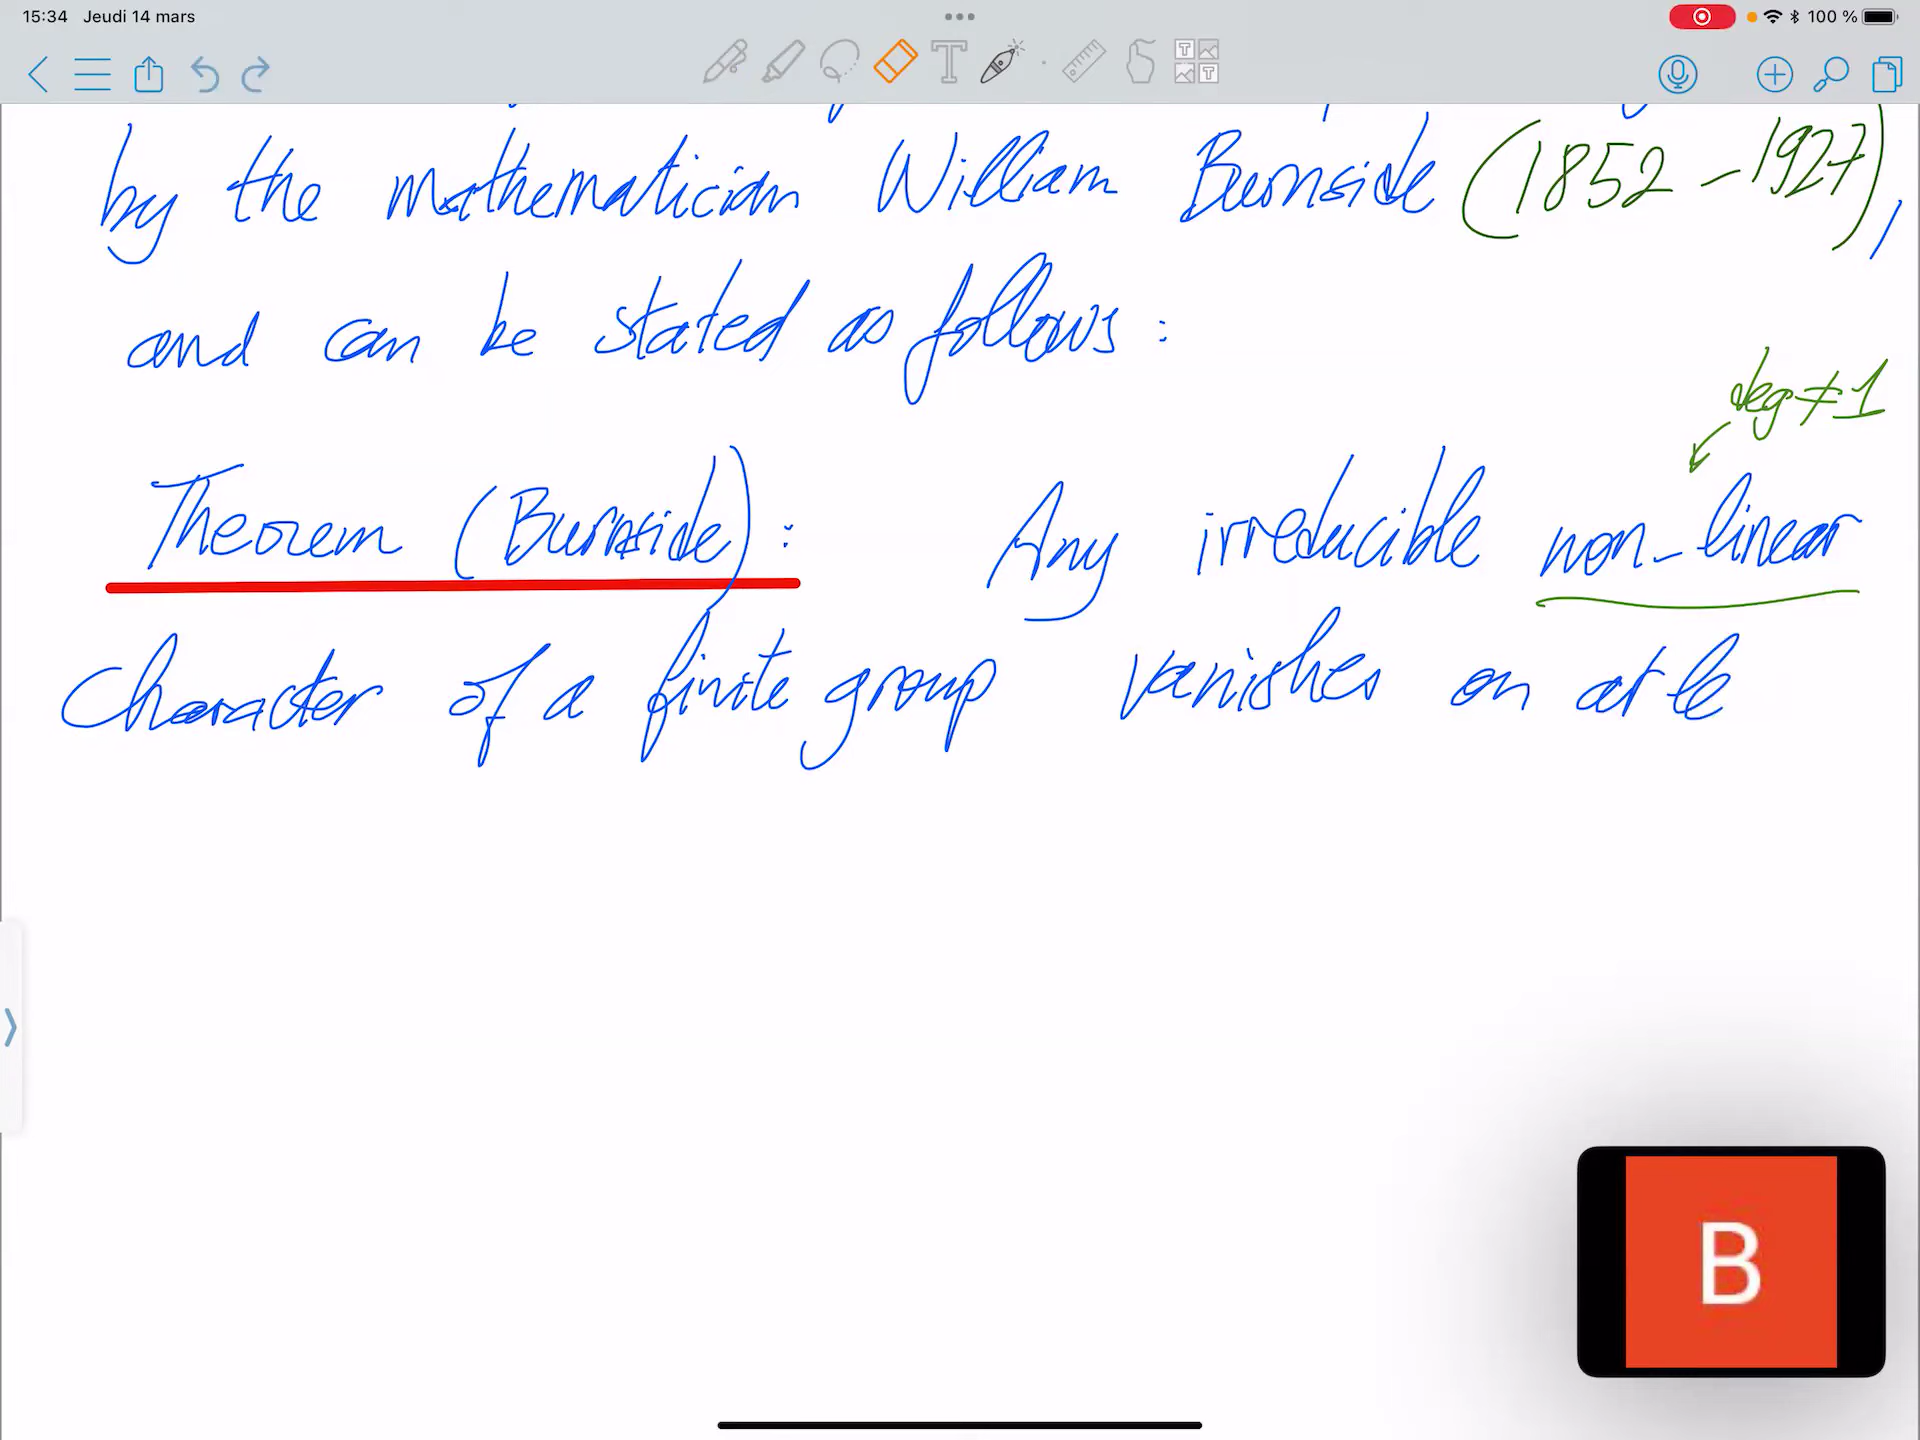 15:34 Jeudi 14 mars
100 %
by the mathematician William Burnside (1852 - 1927),
and can be stated as follows :
deg ≠ 1
Theorem (Burnside) : Any irreducible non-linear
character of a finite group vanishes on at le
B